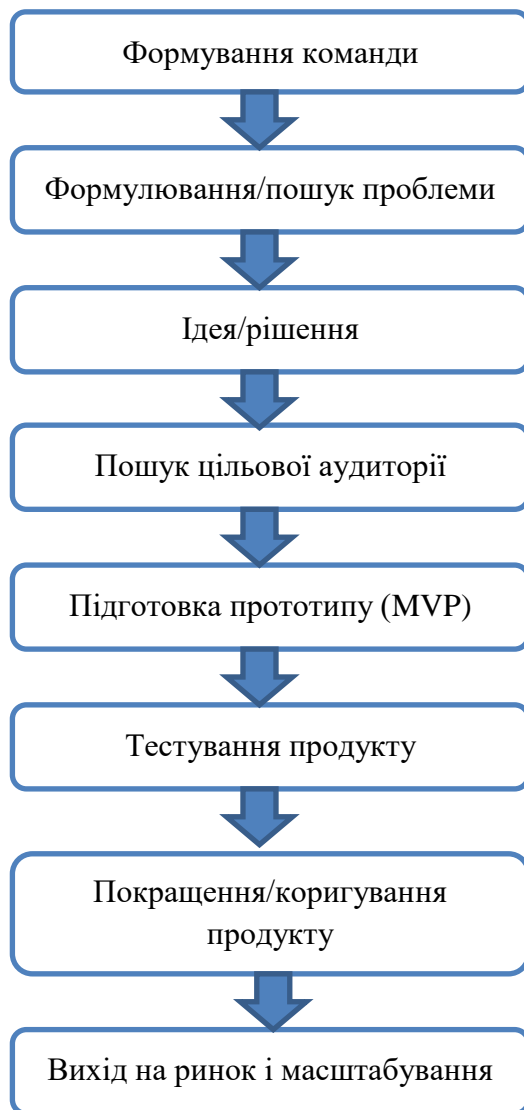 Формування команди
Формулювання/пошук проблеми
Ідея/рішення
Пошук цільової аудиторії
Підготовка прототипу (MVP)
Тестування продукту
Покращення/коригування
продукту
Вихід на ринок і масштабування